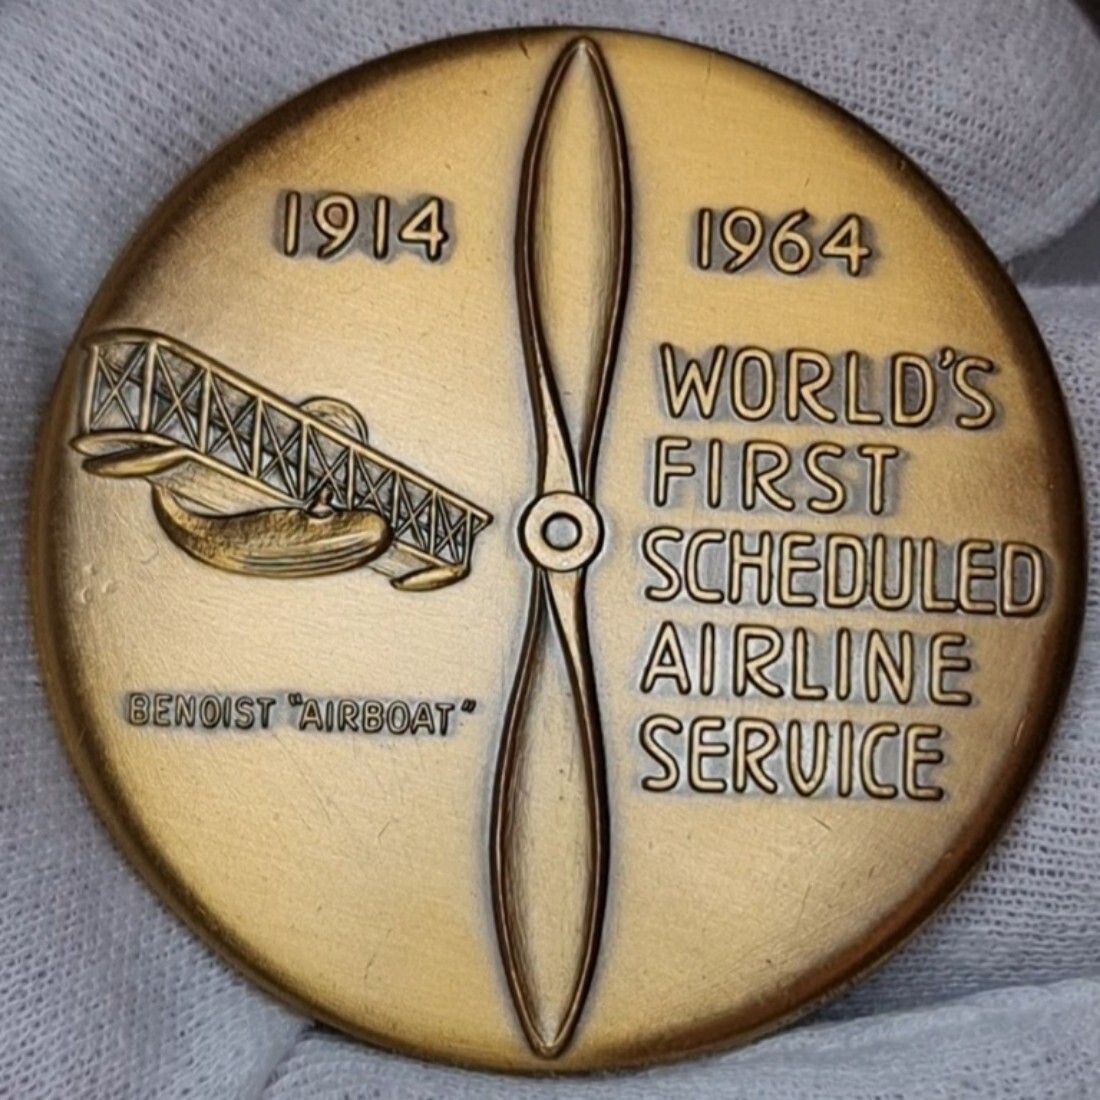 1914
BENOIST "AIRBOAT"
1964
WORLD'S
FIRST
SCHEDULED
AIRLINE
SERVICE